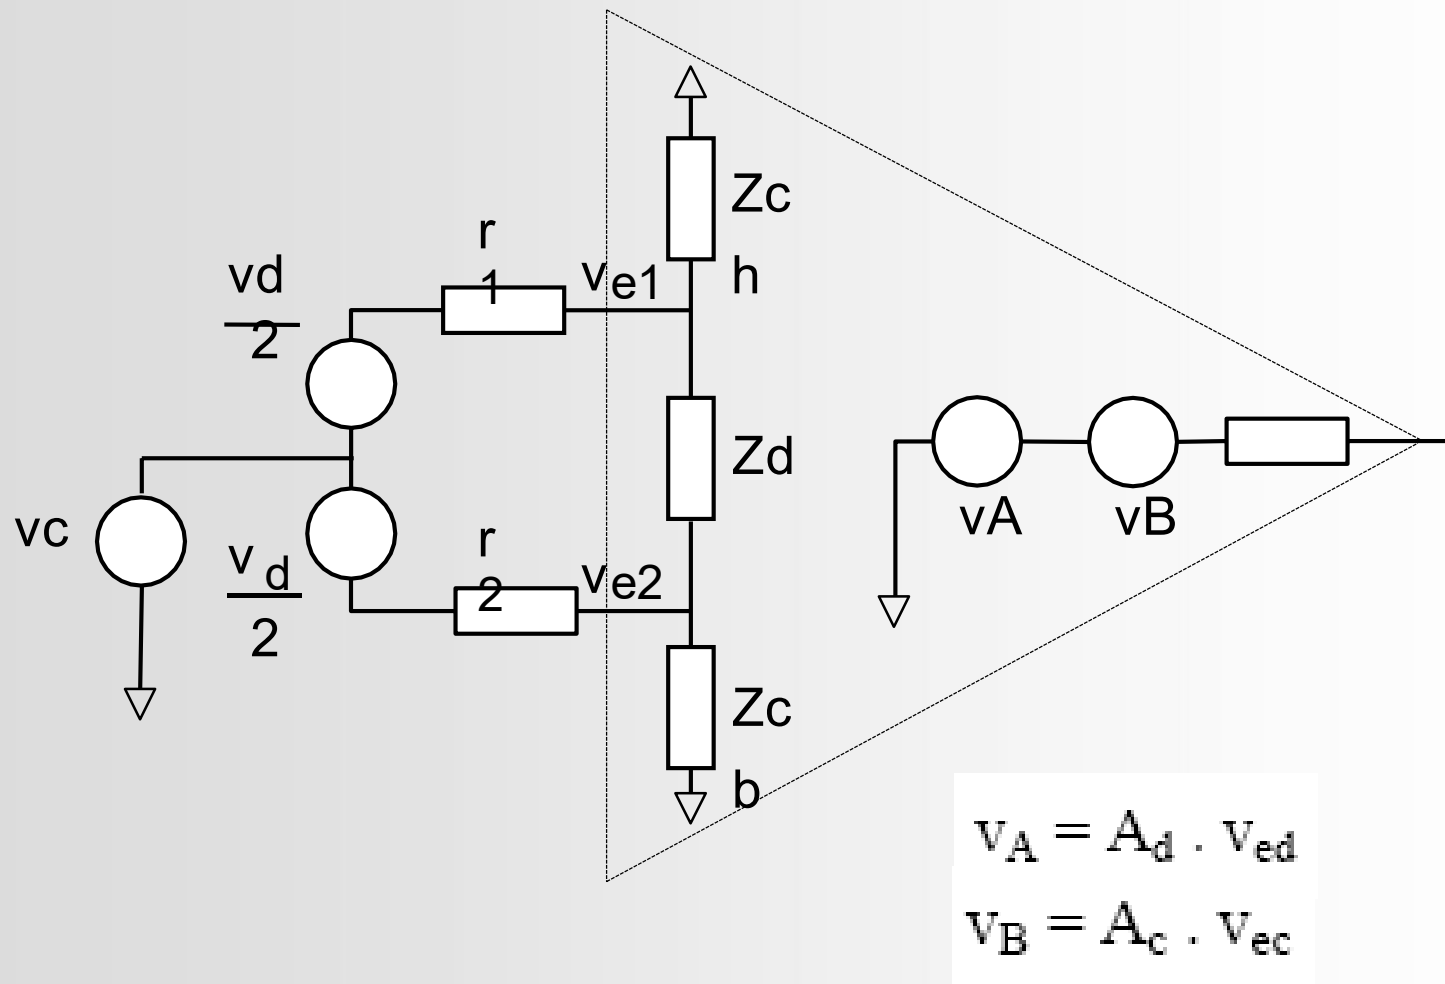 Zc
h
r
1
ve1
vd
2
Zd
vc
vd
2
r
2
ve2
Zc
b
vA
vB
vA = Ad . ved
vB = Ac . vec